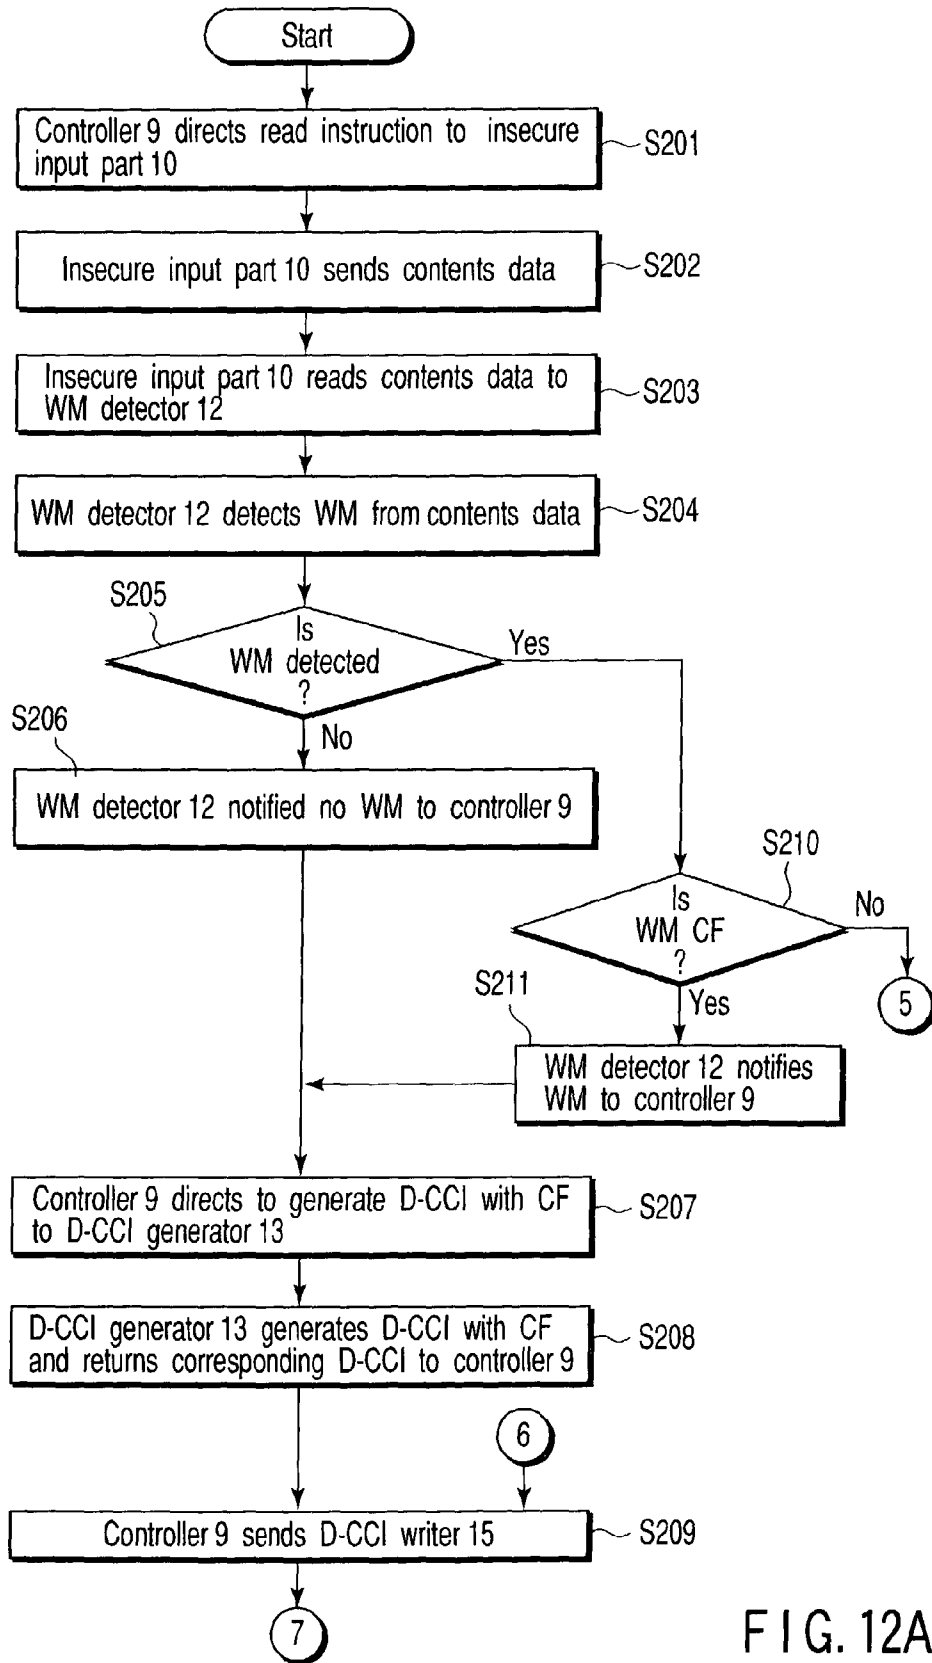 Start
Controller 9 directs read instruction to insecure
input part 10
S201
Insecure input part 10 sends contents data
S202
Insecure input part 10 reads contents data to
WM detector 12
S203
WM detector 12 detects WM from contents data
S204
S205
Is
WM detected
?
Yes
No
S206
WM detector 12 notified no WM to controller 9
S210
Is
WM CF
?
No
5
Yes
S211
WM detector 12 notifies
WM to controller 9
Controller 9 directs to generate D-CCI with CF
to D-CCI generator 13
S207
D-CCI generator 13 generates D-CCI with CF
and returns corresponding D-CCI to controller 9
S208
6
Controller 9 sends D-CCI writer 15
S209
7
FIG. 12A